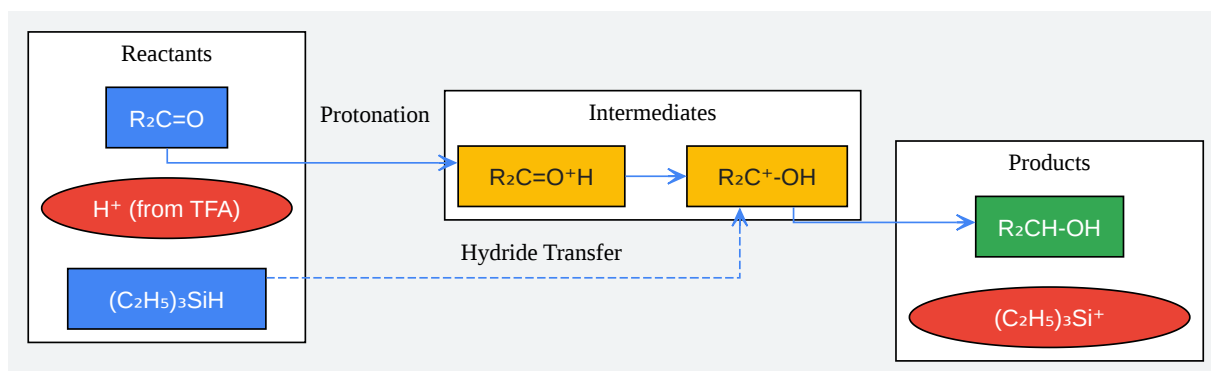 Reactants
R₂C=O
H⁺ (from TFA)
(C₂H₅)₃SiH
Protonation
Hydride Transfer
Intermediates
R₂C=O⁺H
R₂C⁺-OH
Products
R₂CH-OH
(C₂H₅)₃Si⁺